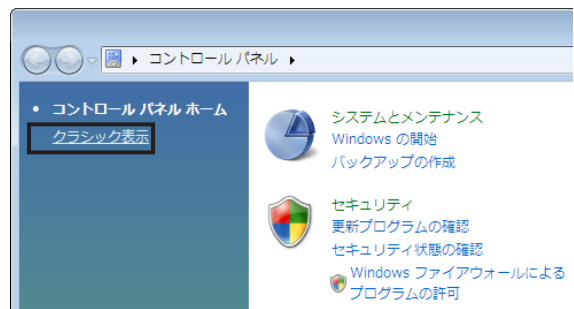 コントロール パネル
コントロール パネル ホーム
クラシック表示
システムとメンテナンス
Windows の開始
バックアップの作成
セキュリティ
更新プログラムの確認
セキュリティ状態の確認
Windows ファイアウォールによる
プログラムの許可